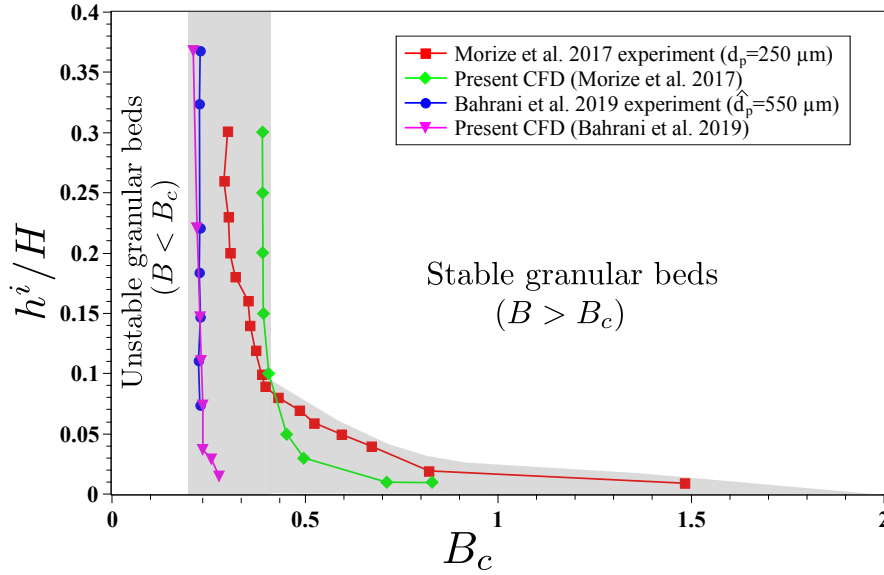 0.4
0.35
0.3
0.25
0.2
0.15
0.1
0.05
0
h^i/H
Unstable granular beds
(B < B_c)
Morize et al. 2017 experiment (d_p=250 µm)
Present CFD (Morize et al. 2017)
Bahrani et al. 2019 experiment (d̂_p=550 µm)
Present CFD (Bahrani et al. 2019)
Stable granular beds
(B > B_c)
0
0.5
1
1.5
2
B_c